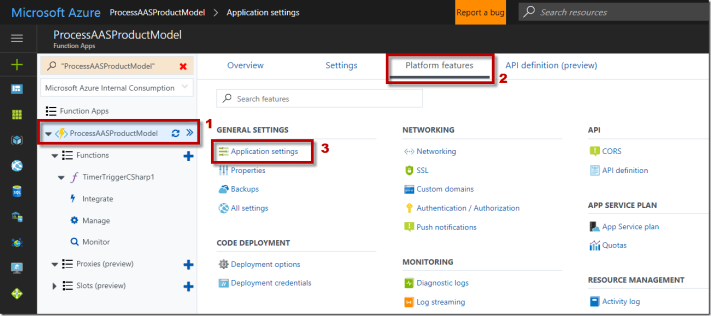 Microsoft Azure ProcessAASProductModel > Application settings
Report a bug
Search resources
ProcessAASProductModel
Function Apps
"ProcessAASProductModel"
Microsoft Azure Internal Consumption
Function Apps
1
ProcessAASProductModel
Functions
TimerTriggerCSharp1
Integrate
Manage
Monitor
Proxies (preview)
Slots (preview)
Overview
Settings
Platform features
API definition (preview)
2
Search features
GENERAL SETTINGS
Application settings
3
Properties
Backups
All settings
CODE DEPLOYMENT
Deployment options
Deployment credentials
NETWORKING
Networking
SSL
Custom domains
Authentication / Authorization
Push notifications
MONITORING
Diagnostic logs
Log streaming
API
CORS
API definition
APP SERVICE PLAN
App Service plan
Quotas
RESOURCE MANAGEMENT
Activity log